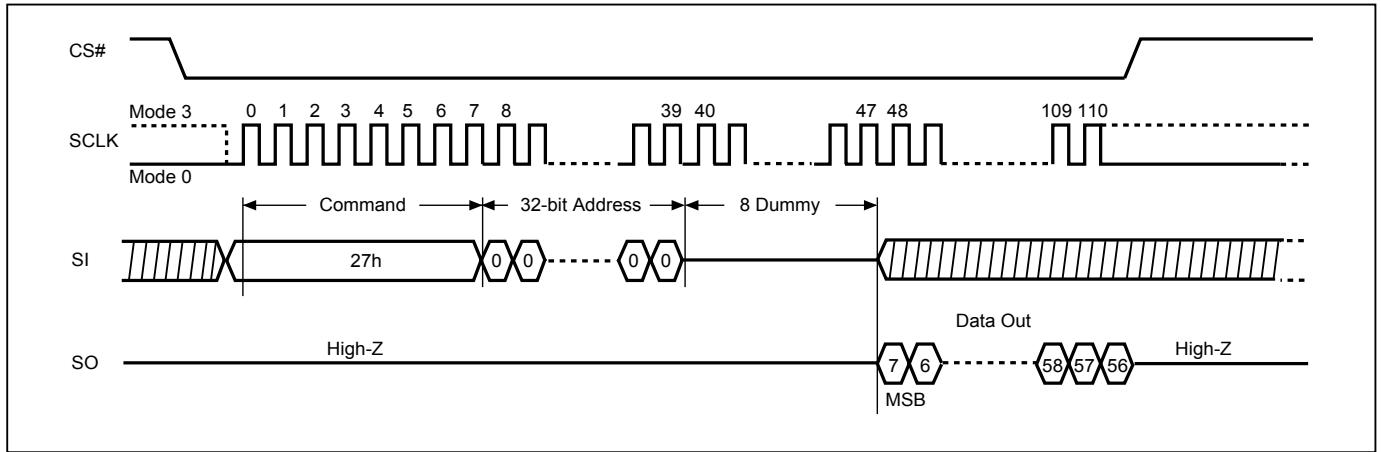 CS#
Mode 3
0 1 2 3 4 5 6 7 8 39 40 47 48 109 110
SCLK
Mode 0
Command 32-bit Address 8 Dummy
SI 27h 0 0 0 0
Data Out
High-Z High-Z
SO 7 6 58 57 56
MSB